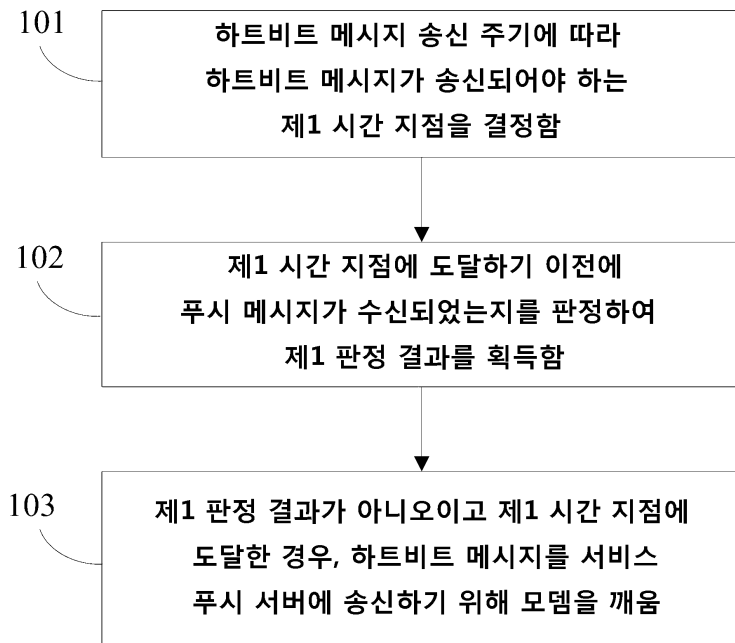 101
하트비트 메시지 송신 주기에 따라
하트비트 메시지가 송신되어야 하는
제1 시간 지점을 결정함
102
제1 시간 지점에 도달하기 이전에
푸시 메시지가 수신되었는지를 판정하여
제1 판정 결과를 획득함
103
제1 판정 결과가 아니오이고 제1 시간 지점에
도달한 경우, 하트비트 메시지를 서비스
푸시 서버에 송신하기 위해 모뎀을 깨움